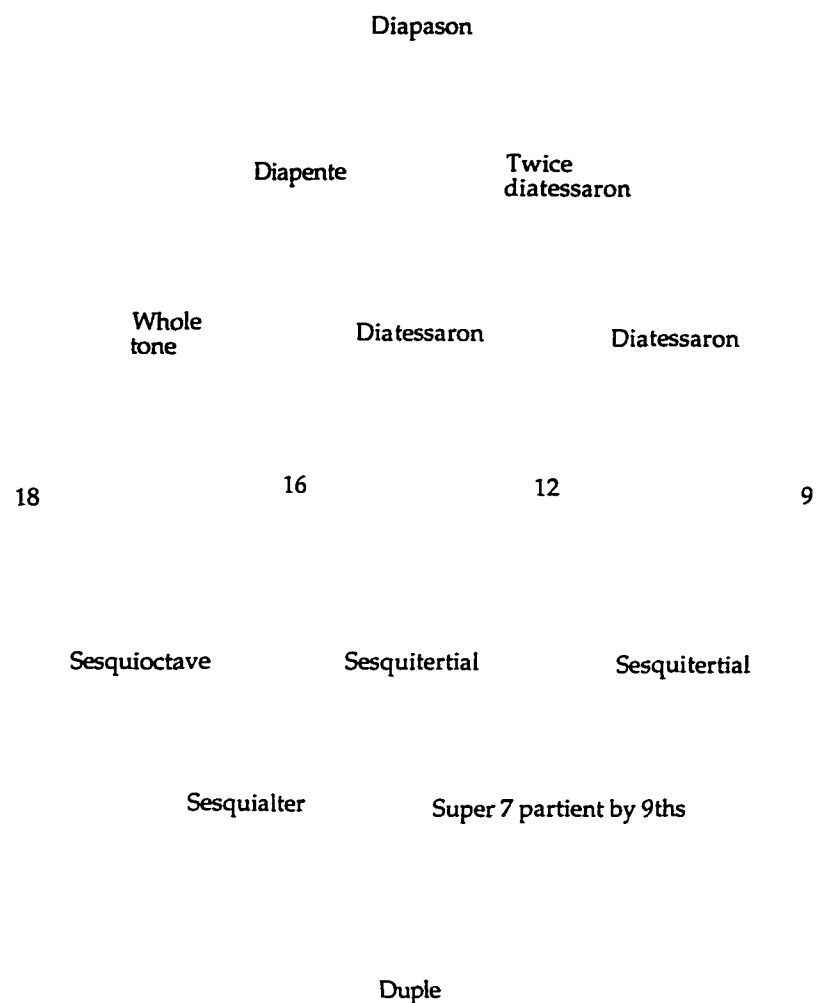 Diapason
Diapente
Twice
diatessaron
Whole
tone
Diatessaron
Diatessaron
18
16
12
9
Sesquioctave
Sesquitertial
Sesquitertial
Sesquialter
Super 7 partient by 9ths
Duple